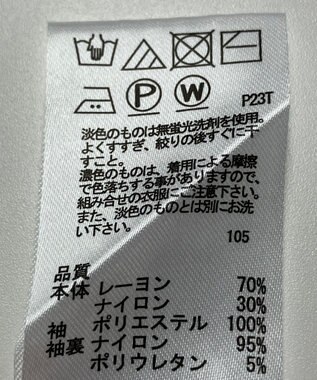 P
W
P23T
淡色のものは無蛍光洗剤を使用。
よくすすぎ、絞りの後すぐに干
すこと。
濃色のものは、着用による摩擦
で色落ちする事がありますので、
組み合せの衣服にご注意下さい。
また、淡色のものとは別にお洗
い下さい。
105
品質
本体 レーヨン 70%
ナイロン 30%
袖 ポリエステル 100%
袖裏 ナイロン 95%
ポリウレタン 5%